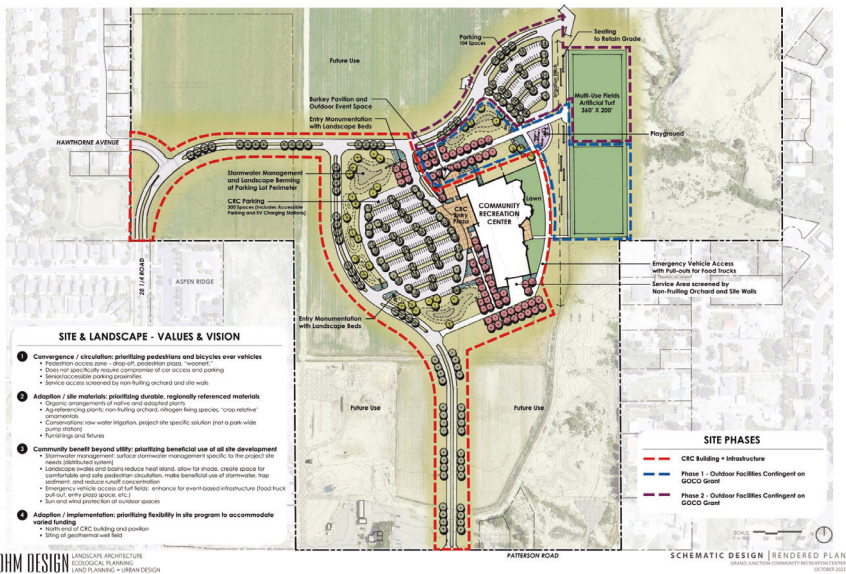 Parking
104 Spaces
Seating
to Retain Grade
Future Use
Burkey Pavilion and
Outdoor Event Space
Entry Monumentation
with Landscape Beds
Multi-Use Fields
Artificial Turf
360' X 200'
HAWTHORNE AVENUE
Playground
Stormwater Management
and Landscape Berming
at Parking Lot Perimeter
CRC Parking
300 Spaces (Includes Accessible
Parking and EV Charging Stations)
CRC
Entry
Plaza
COMMUNITY
RECREATION
CENTER
Lawn
28 1/4 ROAD
ASPEN RIDGE
Emergency Vehicle Access
with Pull-outs for Food Trucks
Service Area screened by
Non-Fruiting Orchard and Site Walls
Entry Monumentation
with Landscape Beds
SITE & LANDSCAPE - VALUES & VISION
1 Convergence / circulation: prioritizing pedestrians and bicycles over vehicles
• Pedestrian access zone – drop off, pedestrian plaza, "woonerf,"
• Does not specifically require compromise of car access and parking
• Senior/accessible parking proximities
• Service access screened by non-fruiting orchard and site walls
2 Adaption / site materials: prioritizing durable, regionally referenced materials
• Organic arrangements of native and adapted plants
• Ag-referencing plants: non-fruiting orchard, nitrogen fixing species, 'crop relative'
ornamentals
• Conservations: raw water irrigation, project-site specific solution (not a park-wide
pump station)
• Furnishings and fixtures
3 Community benefit beyond utility: prioritizing beneficial use of all site development
• Stormwater management: surface stormwater management specific to the project site
needs (distributed system)
• Landscape swales and basins reduce heat island, allow for shade, create space for
comfortable and safe pedestrian circulation, make beneficial use of stormwater, trap
sediment, and reduce runoff concentration
• Emergency vehicle access at turf fields: enhance for event-based infrastructure (food truck
pull-out, entry plaza space, etc.)
• Sun and wind protection at outdoor spaces
4 Adaption / implementation: prioritizing flexibility in site program to accommodate
varied funding
• North end of CRC building and pavilion
• Siting of geothermal well field
Future Use
Future Use
SITE PHASES
CRC Building + Infrastructure
Phase 1 - Outdoor Facilities Contingent on
GOCO Grant
Phase 2 - Outdoor Facilities Contingent on
GOCO Grant
PATTERSON ROAD
OHM DESIGN
LANDSCAPE ARCHITECTURE
ECOLOGICAL PLANNING
LAND PLANNING + URBAN DESIGN
SCALE
SCHEMATIC DESIGN | RENDERED PLAN
GRAND JUNCTION COMMUNITY RECREATION CENTER
OCTOBER 2023